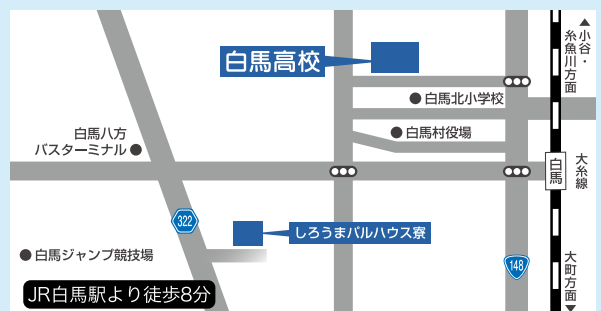 白馬高校
▲小谷・
糸魚川方面
白馬北小学校
白馬村役場
白馬八方
バスターミナル
白馬
大糸線
322
しろうまパルハウス寮
白馬ジャンプ競技場
148
大町方面▼
JR白馬駅より徒歩8分